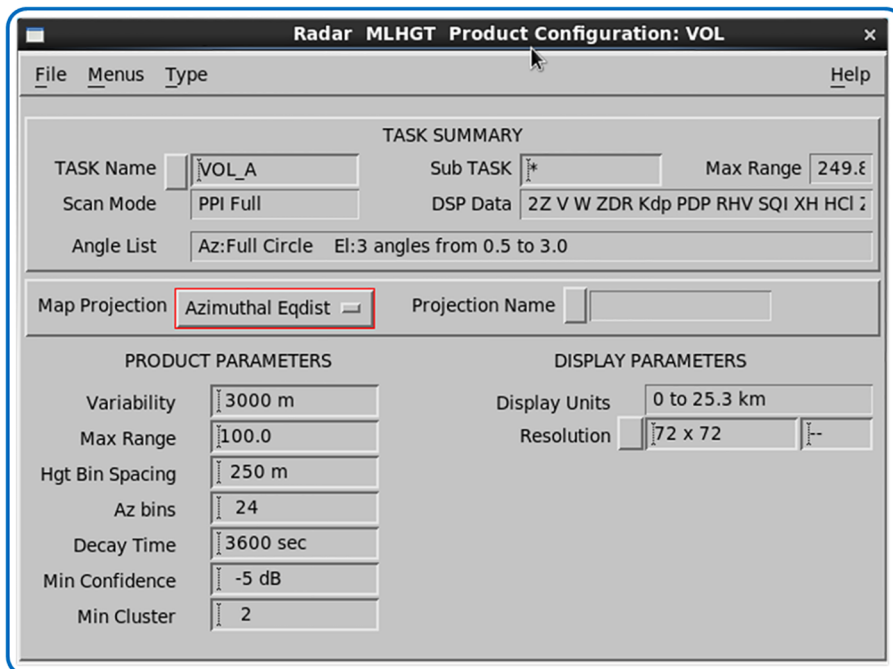 Radar MLHGT Product Configuration: VOL
File Menus Type Help
TASK SUMMARY
TASK Name VOL_A Sub TASK * Max Range 249.8
Scan Mode PPI Full DSP Data 2Z V W ZDR Kdp PDP RHV SQI XH HCl
Angle List Az:Full Circle El:3 angles from 0.5 to 3.0
Map Projection Azimuthal Eqdist Projection Name
PRODUCT PARAMETERS DISPLAY PARAMETERS
Variability 3000 m Display Units 0 to 25.3 km
Max Range 100.0 Resolution 72 x 72 --
Hgt Bin Spacing 250 m
Az bins 24
Decay Time 3600 sec
Min Confidence -5 dB
Min Cluster 2